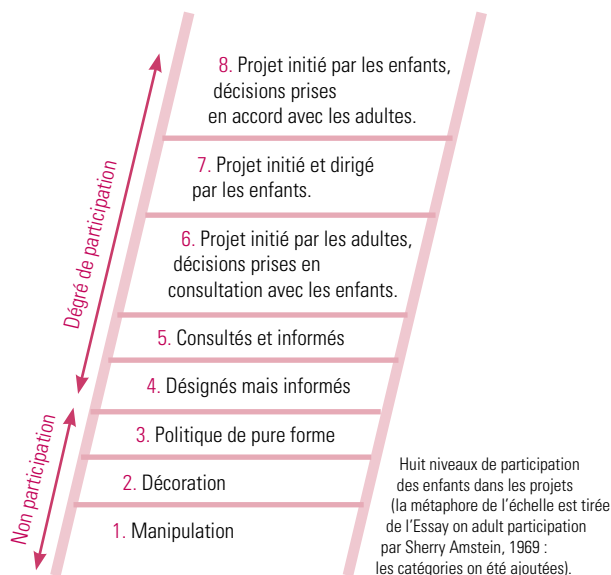 8. Projet initié par les enfants,
décisions prises
en accord avec les adultes.
7. Projet initié et dirigé
par les enfants.
6. Projet initié par les adultes,
décisions prises en
consultation avec les enfants.
5. Consultés et informés
4. Désignés mais informés
3. Politique de pure forme
2. Décoration
1. Manipulation
Dégré de participation
Non participation
Huit niveaux de participation
des enfants dans les projets
(la métaphore de l’échelle est tirée
de l’Essay on adult participation
par Sherry Amstein, 1969 :
les catégories on été ajoutées).